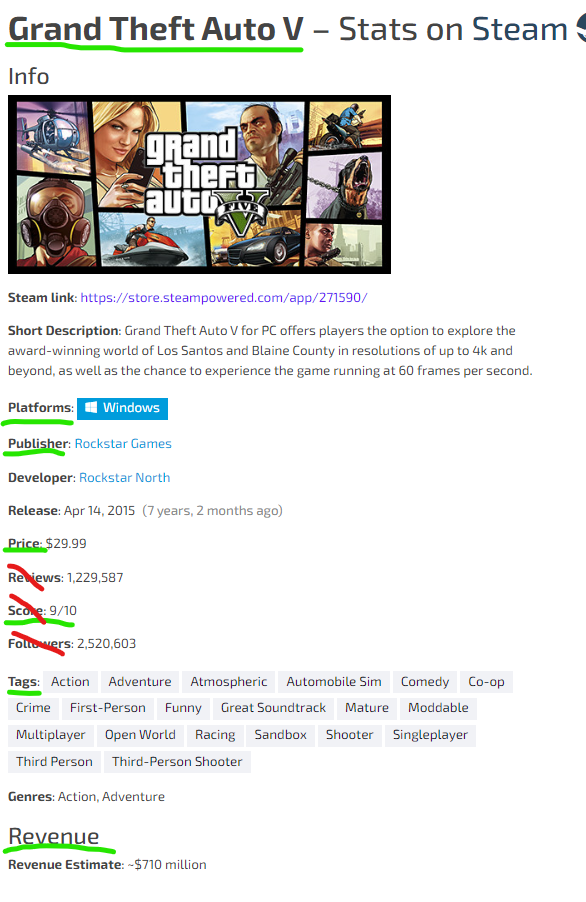 Grand Theft Auto V – Stats on Steam
Info
grand
theft
auto V
FIVE
Steam link: https://store.steampowered.com/app/271590/
Short Description: Grand Theft Auto V for PC offers players the option to explore the
award-winning world of Los Santos and Blaine County in resolutions of up to 4k and
beyond, as well as the chance to experience the game running at 60 frames per second.
Platforms: Windows
Publisher: Rockstar Games
Developer: Rockstar North
Release: Apr 14, 2015 (7 years, 2 months ago)
Price: $29.99
Reviews: 1,229,587
Score: 9/10
Followers: 2,520,603
Tags: Action Adventure Atmospheric Automobile Sim Comedy Co-op
Crime First-Person Funny Great Soundtrack Mature Moddable
Multiplayer Open World Racing Sandbox Shooter Singleplayer
Third Person Third-Person Shooter
Genres: Action, Adventure
Revenue
Revenue Estimate: ~$710 million